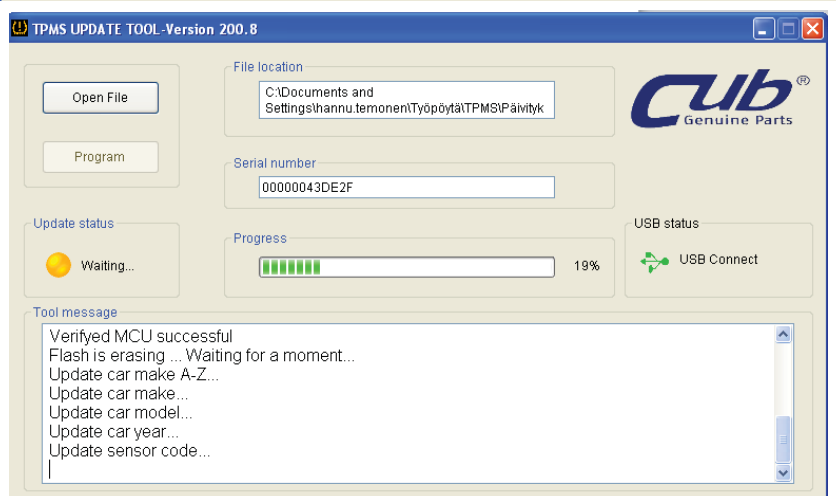 TPMS UPDATE TOOL-Version 200.8
Open File
Program
File location
C:\Documents and
Settings\hannu.temonen\Työpöytä\TPMS\Päivityk
Serial number
00000043DE2F
cub®
Genuine Parts
Update status
Waiting...
Progress
19%
USB status
USB Connect
Tool message
Verifyed MCU successful
Flash is erasing ... Waiting for a moment...
Update car make A-Z...
Update car make...
Update car model...
Update car year...
Update sensor code...